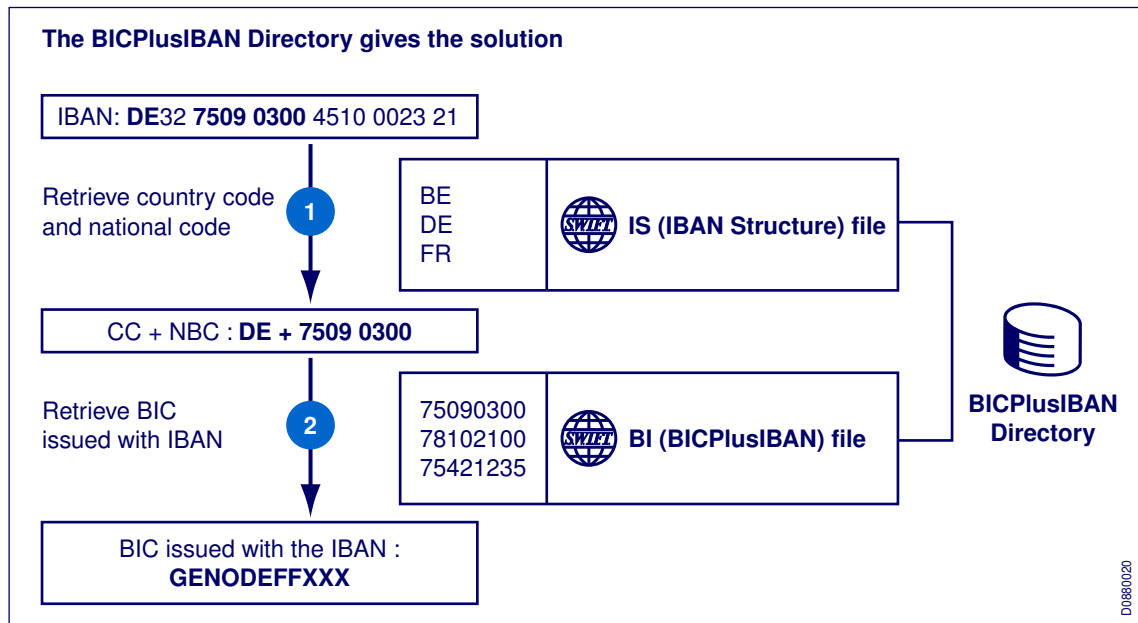 The BICPlusIBAN Directory gives the solution
IBAN: DE32 7509 0300 4510 0023 21
Retrieve country code
and national code
1
BE
DE
FR
SWIFT
IS (IBAN Structure) file
CC + NBC : DE + 7509 0300
Retrieve BIC
issued with IBAN
2
75090300
78102100
75421235
SWIFT
BI (BICPlusIBAN) file
BICPlusIBAN
Directory
BIC issued with the IBAN :
GENODEFFXXX
D0880020